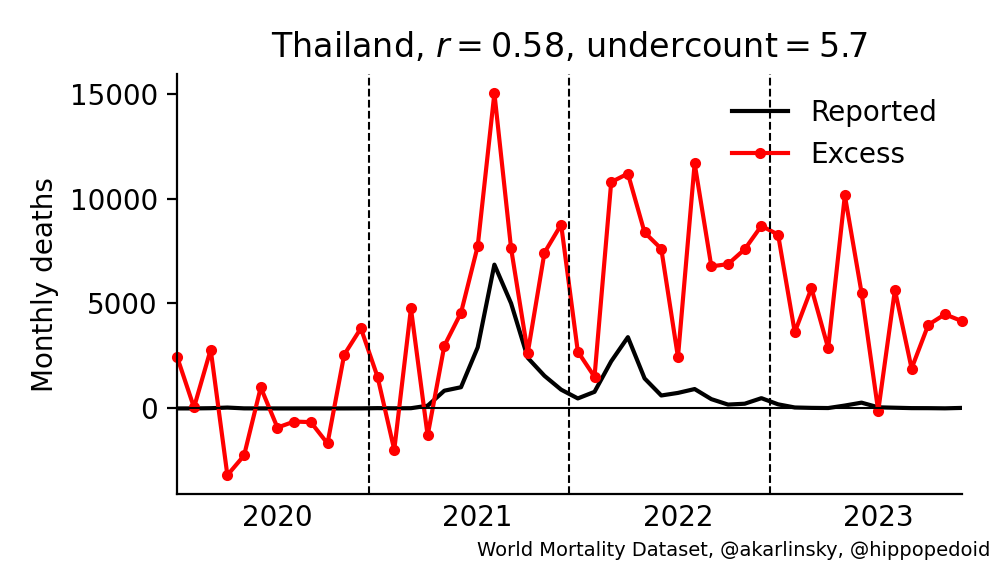 Thailand, r = 0.58, undercount = 5.7
15000
10000
5000
0
Monthly deaths
Reported
Excess
2020 2021 2022 2023
World Mortality Dataset, @akarlinsky, @hippopedoid